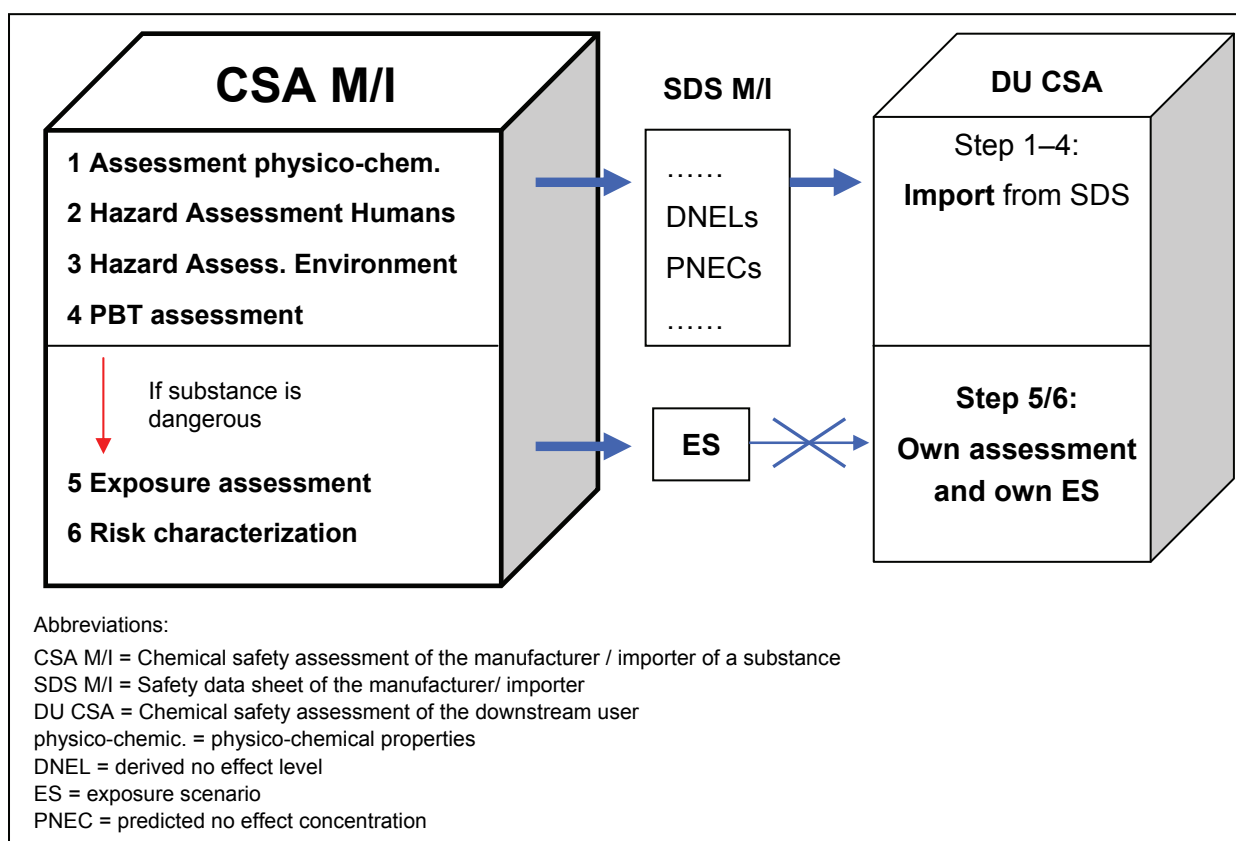 CSA M/I
1 Assessment physico-chem.
2 Hazard Assessment Humans
3 Hazard Assess. Environment
4 PBT assessment
If substance is
dangerous
5 Exposure assessment
6 Risk characterization
SDS M/I
……
DNELs
PNECs
……
ES
DU CSA
Step 1–4:
Import from SDS
Step 5/6:
Own assessment
and own ES
Abbreviations:
CSA M/I = Chemical safety assessment of the manufacturer / importer of a substance
SDS M/I = Safety data sheet of the manufacturer/ importer
DU CSA = Chemical safety assessment of the downstream user
physico-chemic. = physico-chemical properties
DNEL = derived no effect level
ES = exposure scenario
PNEC = predicted no effect concentration